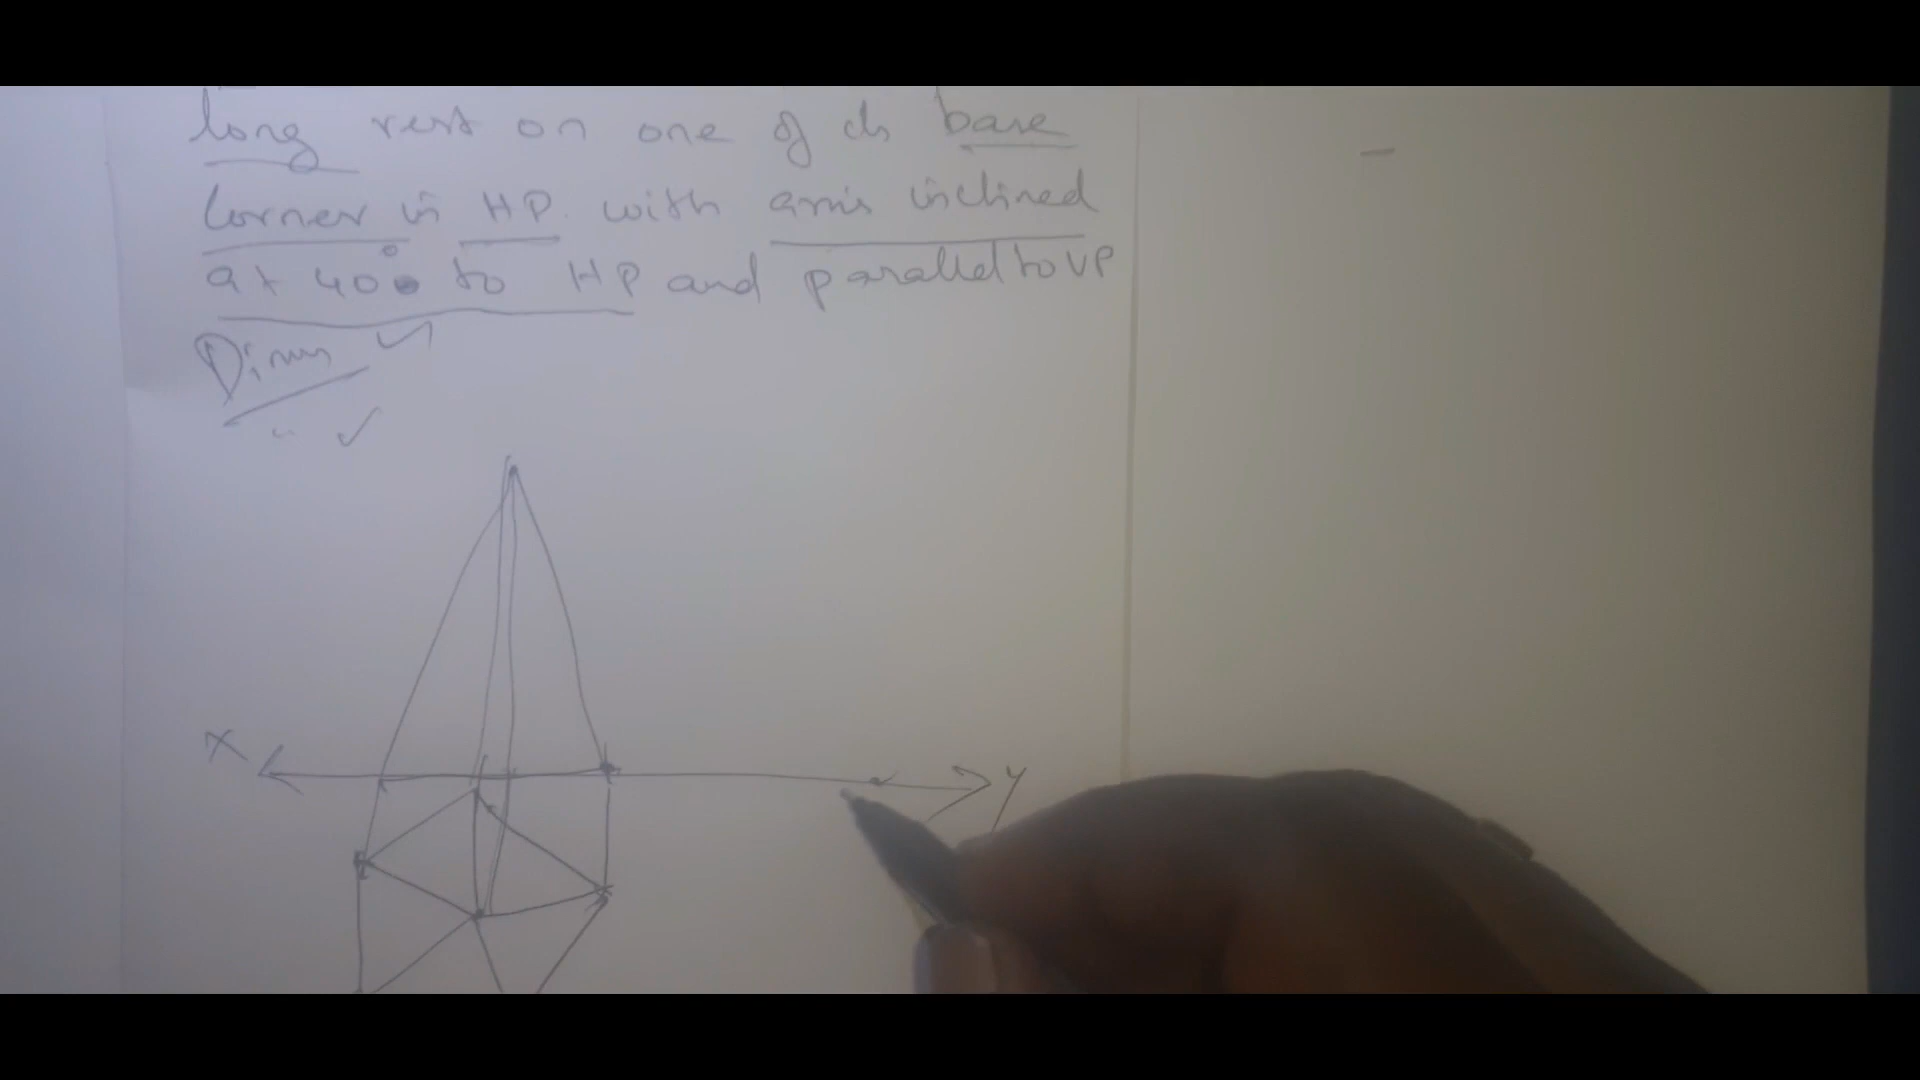 long rest on one of its base
corner in HP. with axis inclined
at 40° to HP and parallel to VP
X
Y